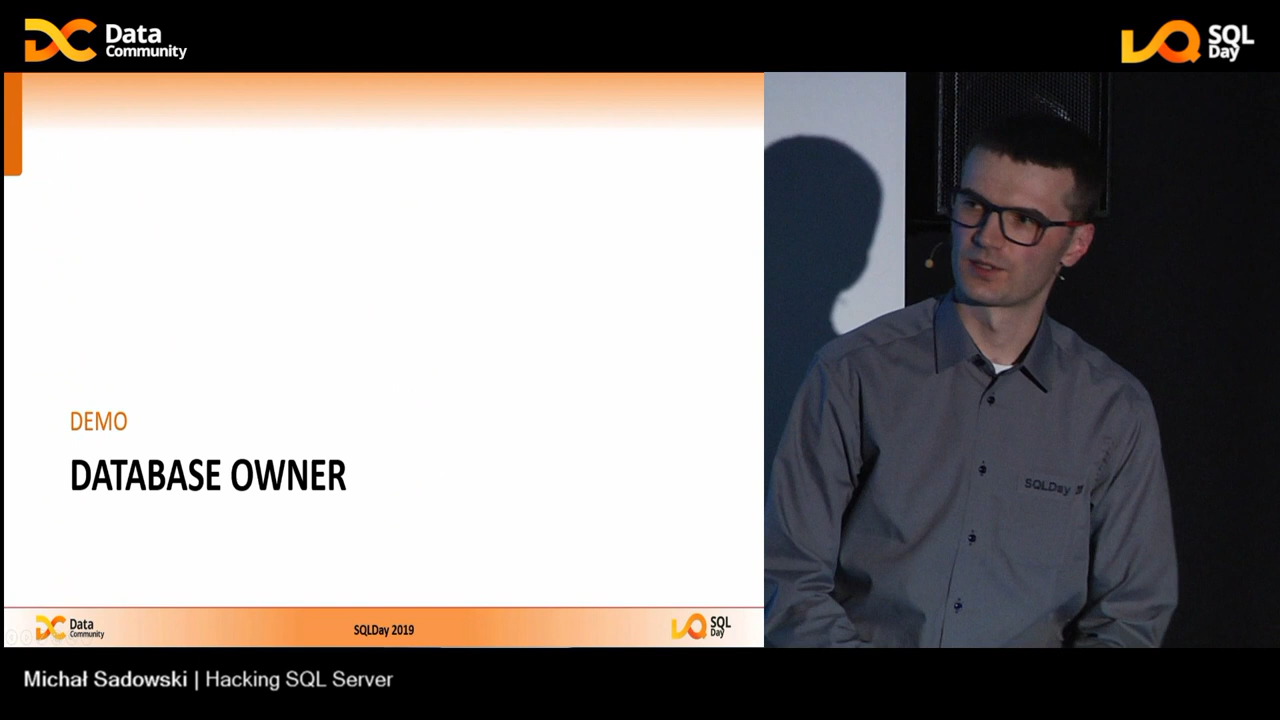 Data
Community
SQL
Day
DEMO
DATABASE OWNER
Data
Community
SQLDay 2019
SQL
Day
SQLDay
Michał Sadowski | Hacking SQL Server